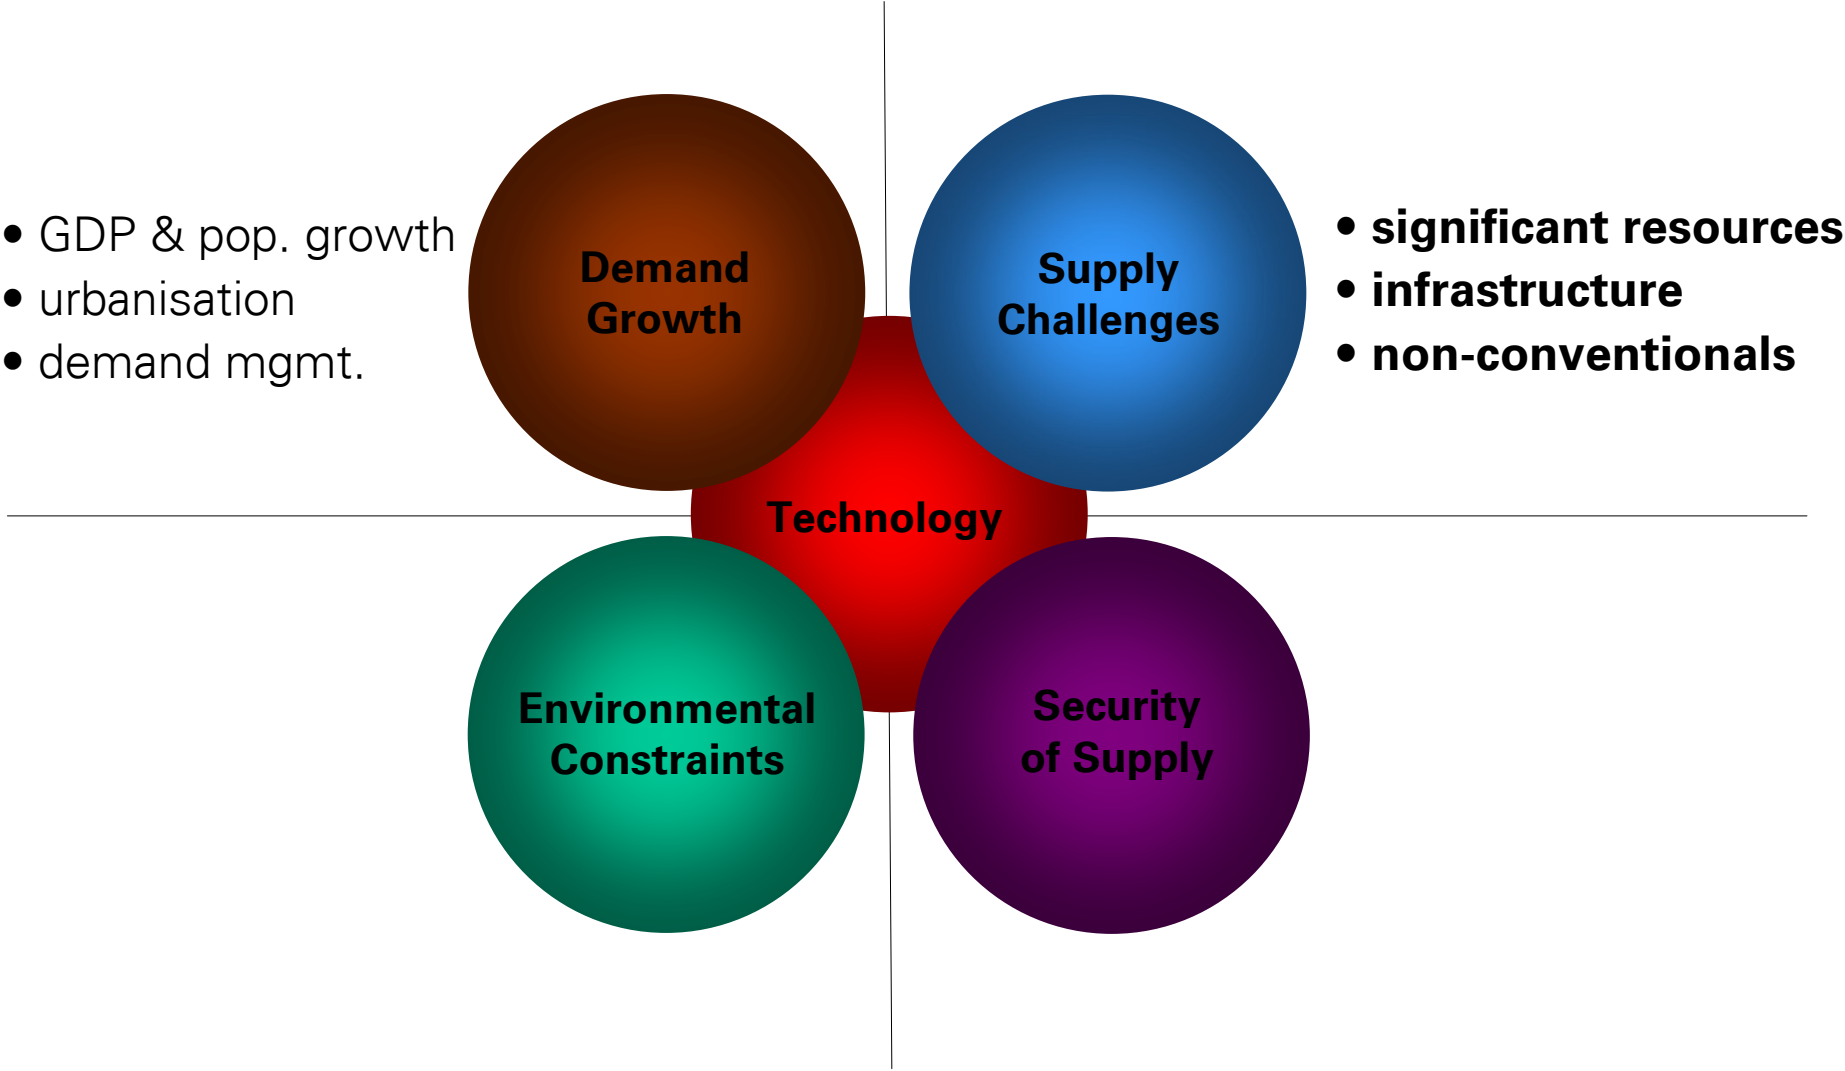 • GDP & pop. growth
• urbanisation
• demand mgmt.
Demand
Growth
Supply
Challenges
• significant resources
• infrastructure
• non-conventionals
Technology
Environmental
Constraints
Security
of Supply